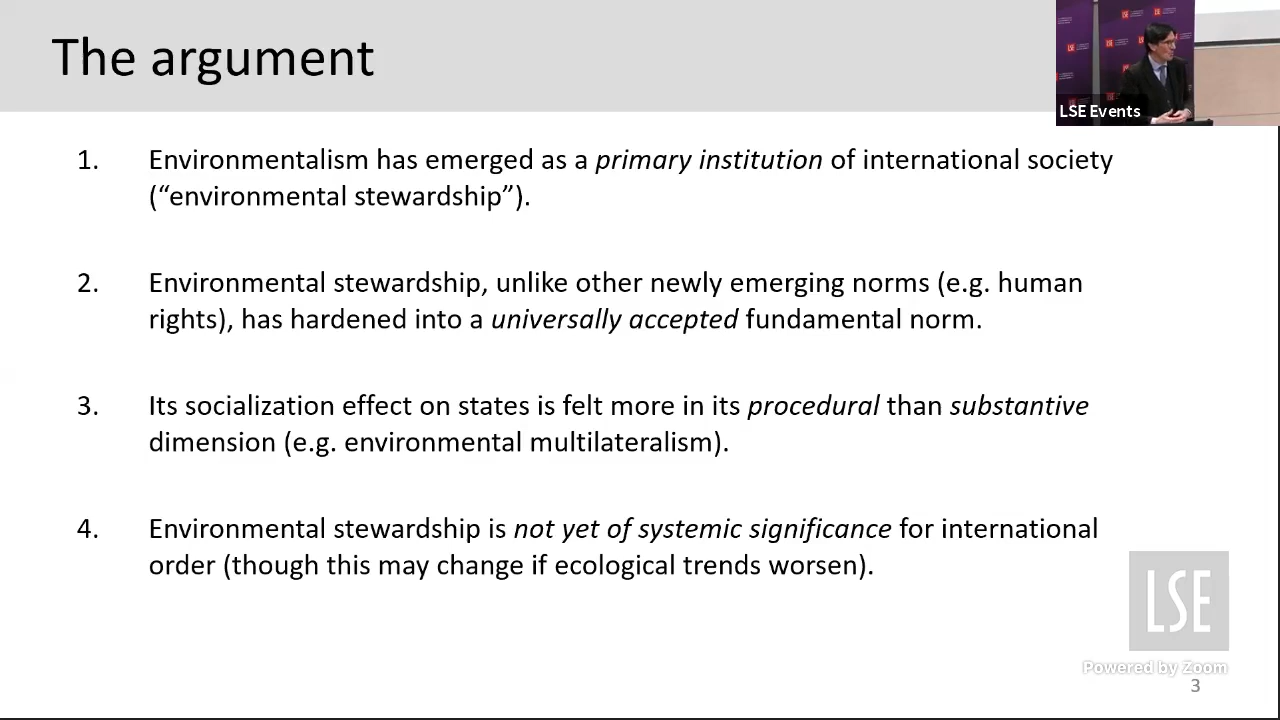 The argument
LSE Events
1. Environmentalism has emerged as a primary institution of international society
(“environmental stewardship”).
2. Environmental stewardship, unlike other newly emerging norms (e.g. human
rights), has hardened into a universally accepted fundamental norm.
3. Its socialization effect on states is felt more in its procedural than substantive
dimension (e.g. environmental multilateralism).
4. Environmental stewardship is not yet of systemic significance for international
order (though this may change if ecological trends worsen).
LSE
Powered by Zoom
3